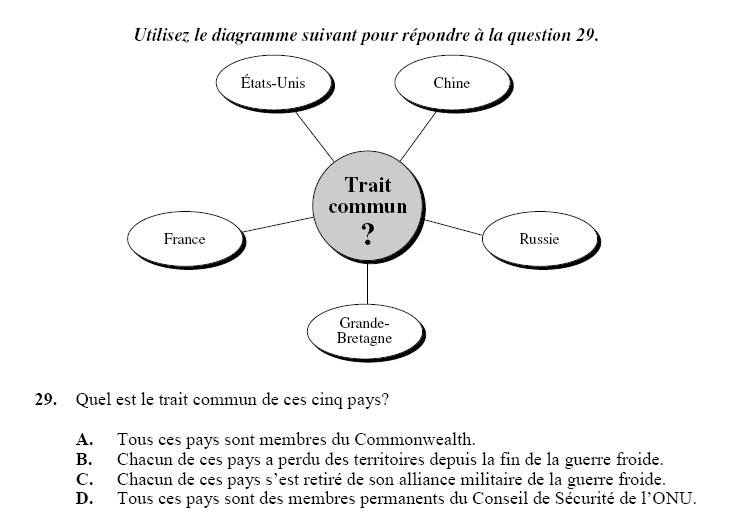 Utilisez le diagramme suivant pour répondre à la question 29.
États-Unis
Chine
Trait
commun
?
France
Russie
Grande-
Bretagne
29. Quel est le trait commun de ces cinq pays?
A. Tous ces pays sont membres du Commonwealth.
B. Chacun de ces pays a perdu des territoires depuis la fin de la guerre froide.
C. Chacun de ces pays s'est retiré de son alliance militaire de la guerre froide.
D. Tous ces pays sont des membres permanents du Conseil de Sécurité de l'ONU.